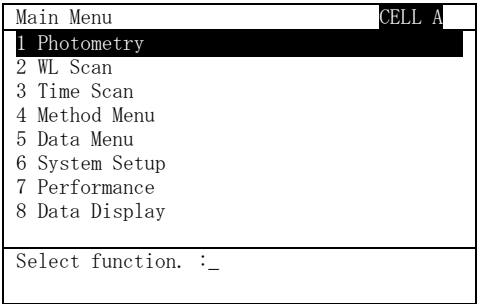 Main Menu CELL A
1 Photometry
2 WL Scan
3 Time Scan
4 Method Menu
5 Data Menu
6 System Setup
7 Performance
8 Data Display
Select function. :_